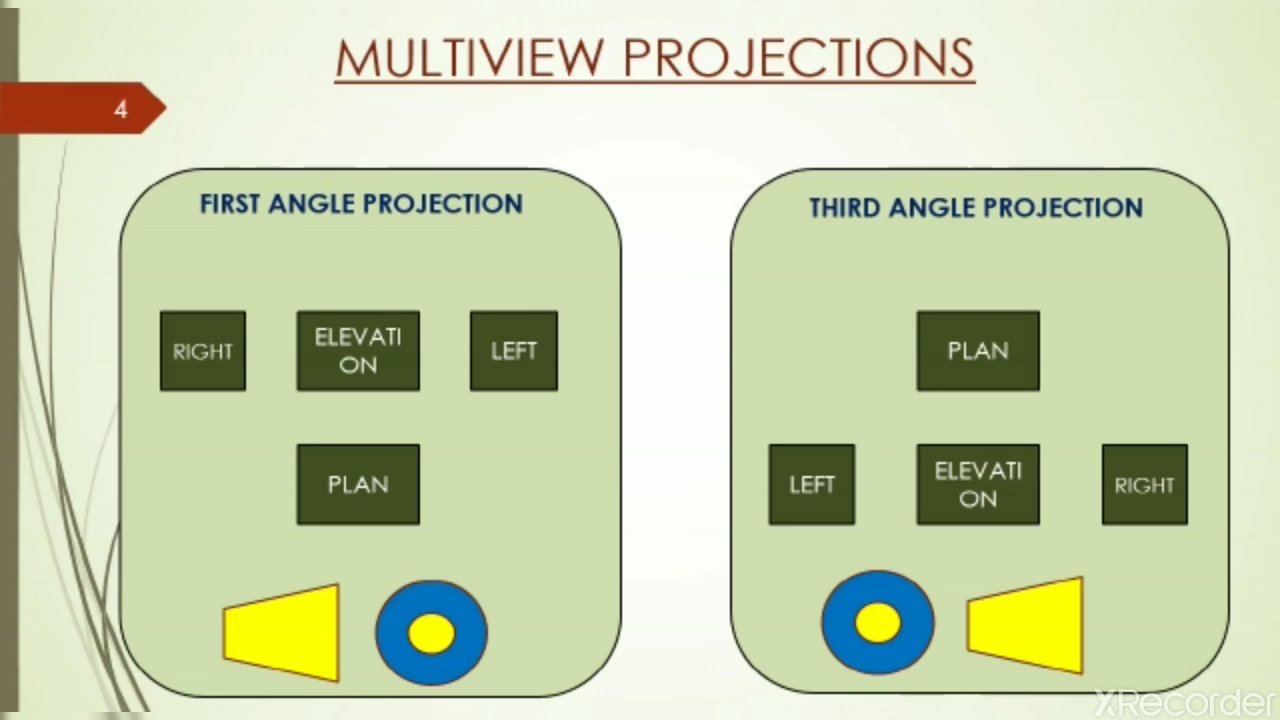 MULTIVIEW PROJECTIONS
4
FIRST ANGLE PROJECTION
RIGHT
ELEVATI
ON
LEFT
PLAN
THIRD ANGLE PROJECTION
PLAN
LEFT
ELEVATI
ON
RIGHT
XRecorder